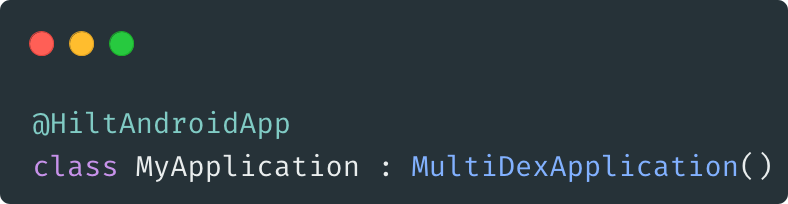 @HiltAndroidApp
class MyApplication : MultiDexApplication()